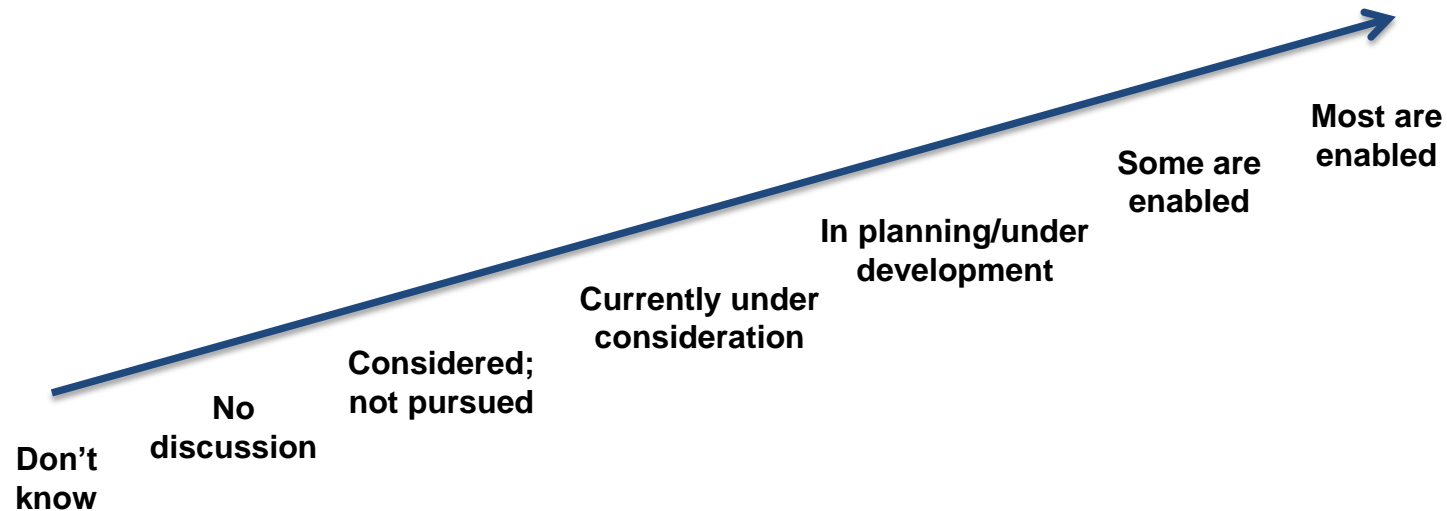 Don’t
know
No
discussion
Considered;
not pursued
Currently under
consideration
In planning/under
development
Some are
enabled
Most are
enabled